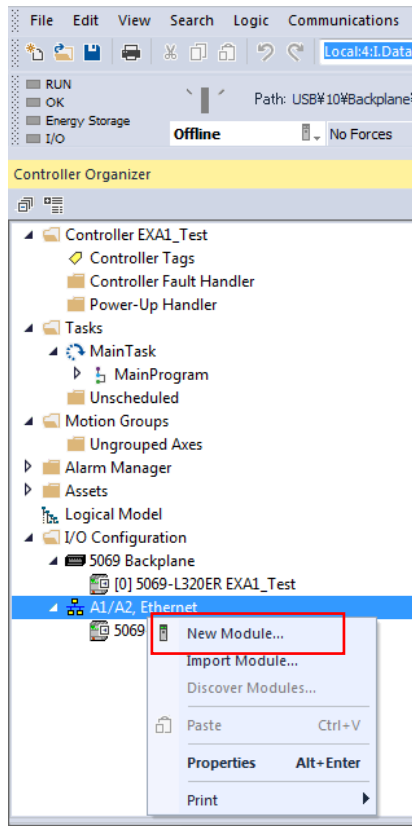 File Edit View Search Logic Communications
Local:4:I.Data
RUN
OK
Energy Storage
I/O
Path: USB¥10¥Backplane¥
Offline
No Forces
Controller Organizer
Controller EXA1_Test
Controller Tags
Controller Fault Handler
Power-Up Handler
Tasks
MainTask
MainProgram
Unscheduled
Motion Groups
Ungrouped Axes
Alarm Manager
Assets
Logical Model
I/O Configuration
5069 Backplane
[0] 5069-L320ER EXA1_Test
A1/A2, Ethernet
5069
New Module...
Import Module...
Discover Modules...
Paste Ctrl+V
Properties Alt+Enter
Print